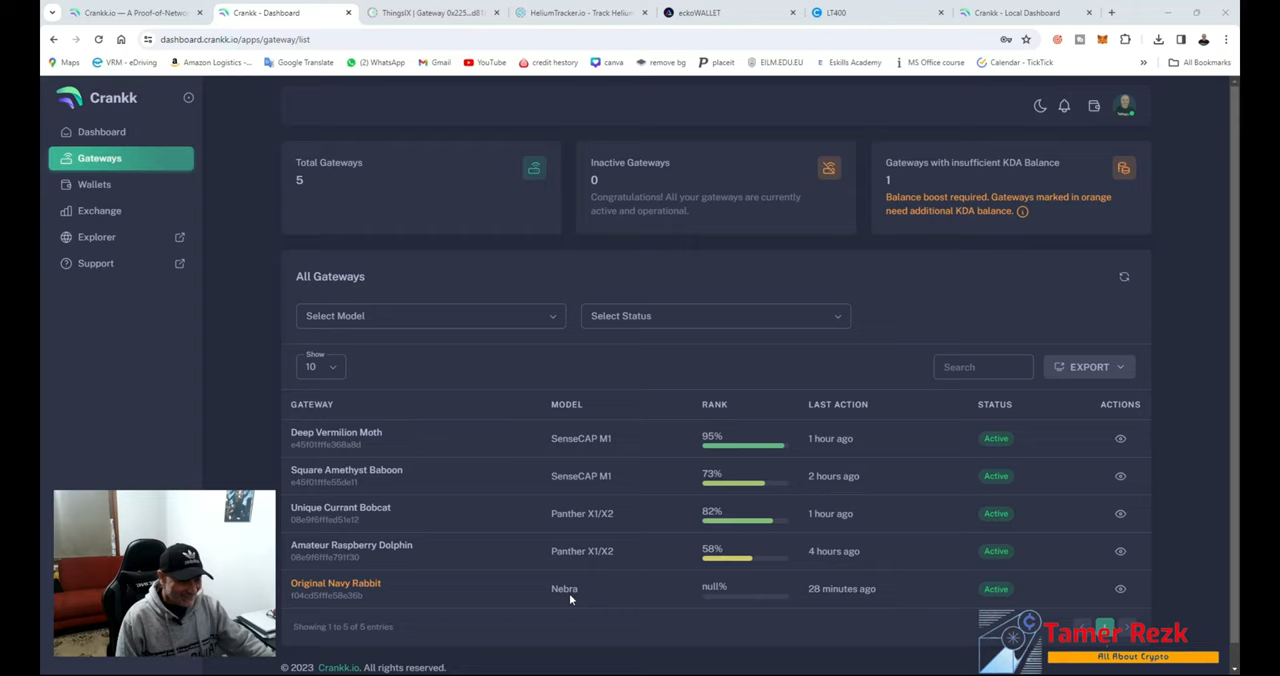 Crankk.io — A Proof-of-Networ
Crankk - Dashboard
ThingsIX | Gateway 0x225...d81
HeliumTracker.io - Track Helium
eckoWALLET
LT400
Crankk - Local Dashboard
dashboard.crankk.io/apps/gateway/list
Maps
VRM - eDriving
Amazon Logistics -...
Google Translate
(2) WhatsApp
Gmail
YouTube
credit hestory
canva
remove bg
placeit
EILM.EDU.EU
Eskills Academy
MS Office course
Calendar - TickTick
All Bookmarks
Crankk
Dashboard
Gateways
Wallets
Exchange
Explorer
Support
Total Gateways
5
Inactive Gateways
0
Congratulations! All your gateways are currently
active and operational.
Gateways with insufficient KDA Balance
1
Balance boost required. Gateways marked in orange
need additional KDA balance.
All Gateways
Select Model
Select Status
Show
10
Search
EXPORT
GATEWAY MODEL RANK LAST ACTION STATUS ACTIONS
Deep Vermilion Moth
e45f01fffe368a8d
SenseCAP M1 95% 1 hour ago Active
Square Amethyst Baboon
e45f01fffe55de11
SenseCAP M1 73% 2 hours ago Active
Unique Currant Bobcat
08e9f6fffed51e12
Panther X1/X2 82% 1 hour ago Active
Amateur Raspberry Dolphin
08e9f6fffe791f30
Panther X1/X2 58% 4 hours ago Active
Original Navy Rabbit
f04cd5fffe58e36b
Nebra null% 28 minutes ago Active
Showing 1 to 5 of 5 entries
1
© 2023 Crankk.io. All rights reserved.
Tamer Rezk
All About Crypto